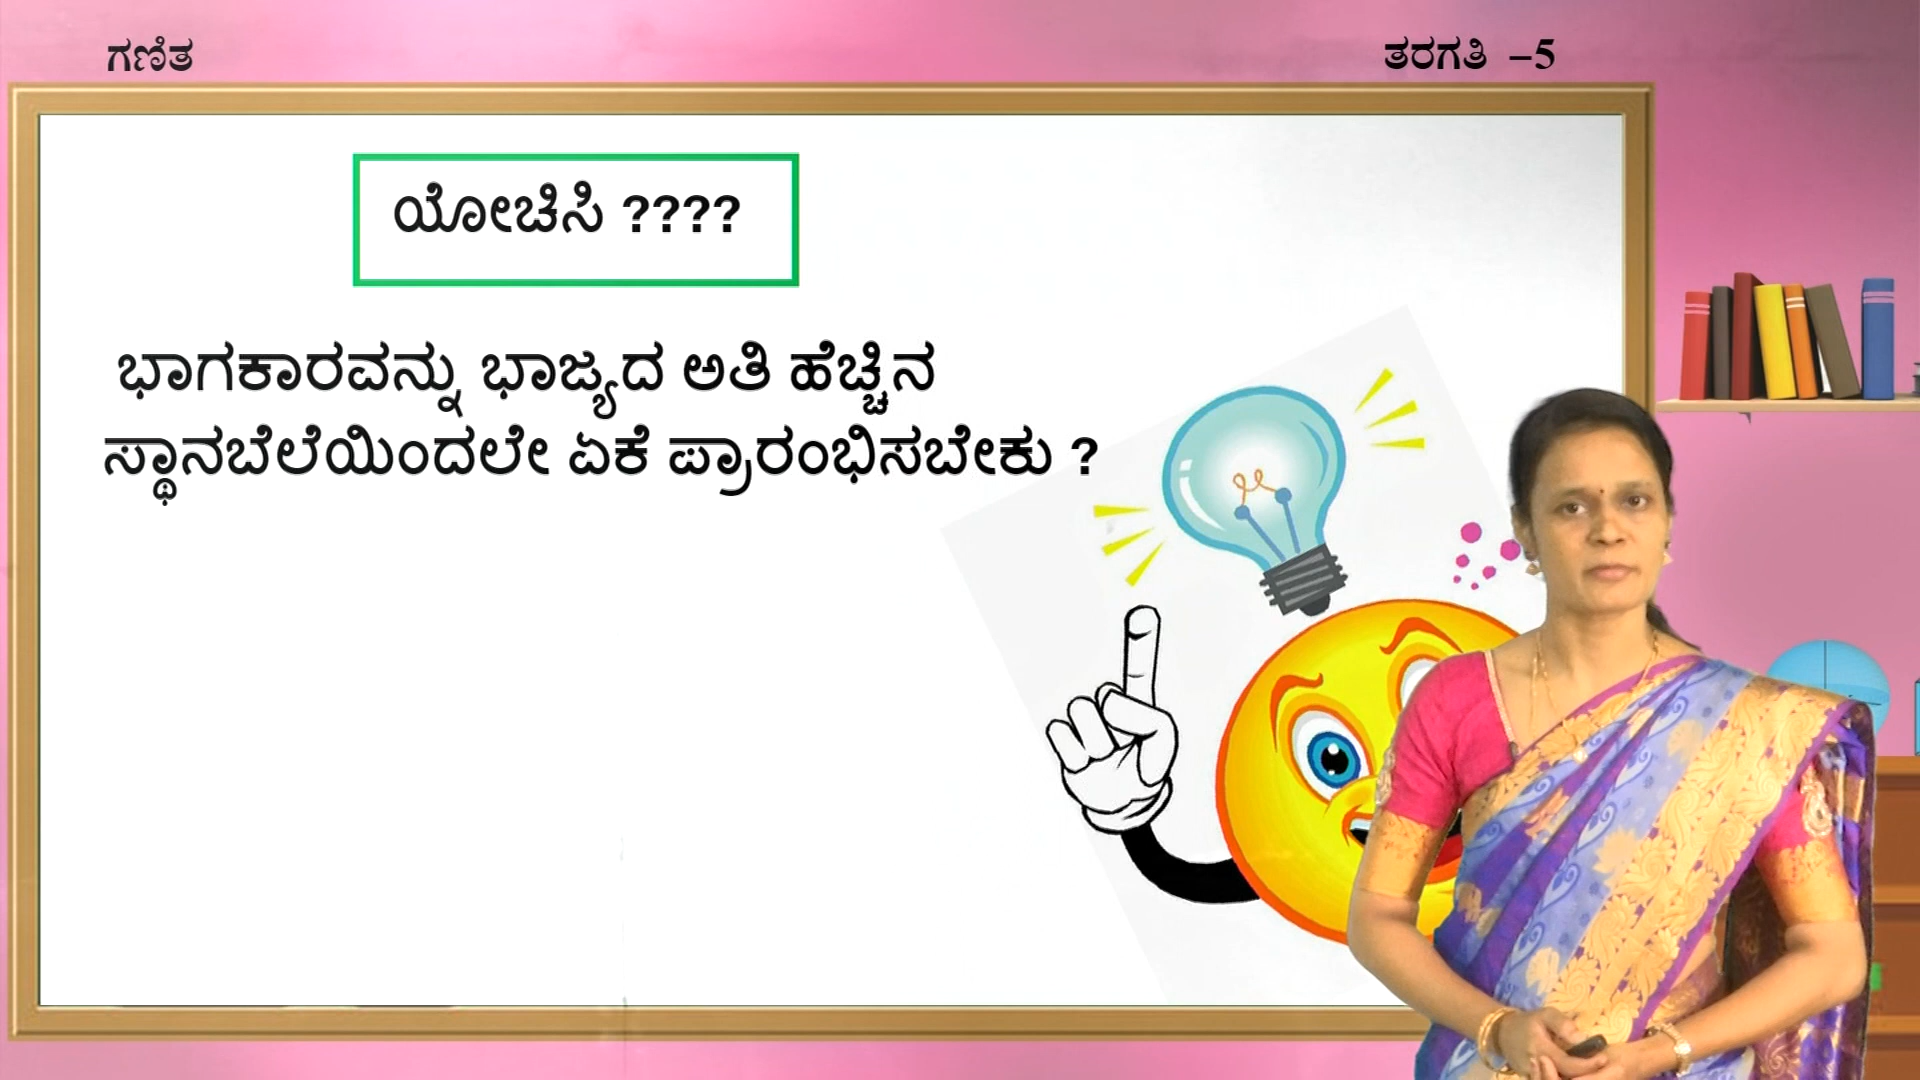 ಗಣಿತ
ತರಗತಿ –5
ಯೋಚಿಸಿ ????
ಭಾಗಕಾರವನ್ನು ಭಾಜ್ಯದ ಅತಿ ಹೆಚ್ಚಿನ
ಸ್ಥಾನಬೆಲೆಯಿಂದಲೇ ಏಕೆ ಪ್ರಾರಂಭಿಸಬೇಕು ?